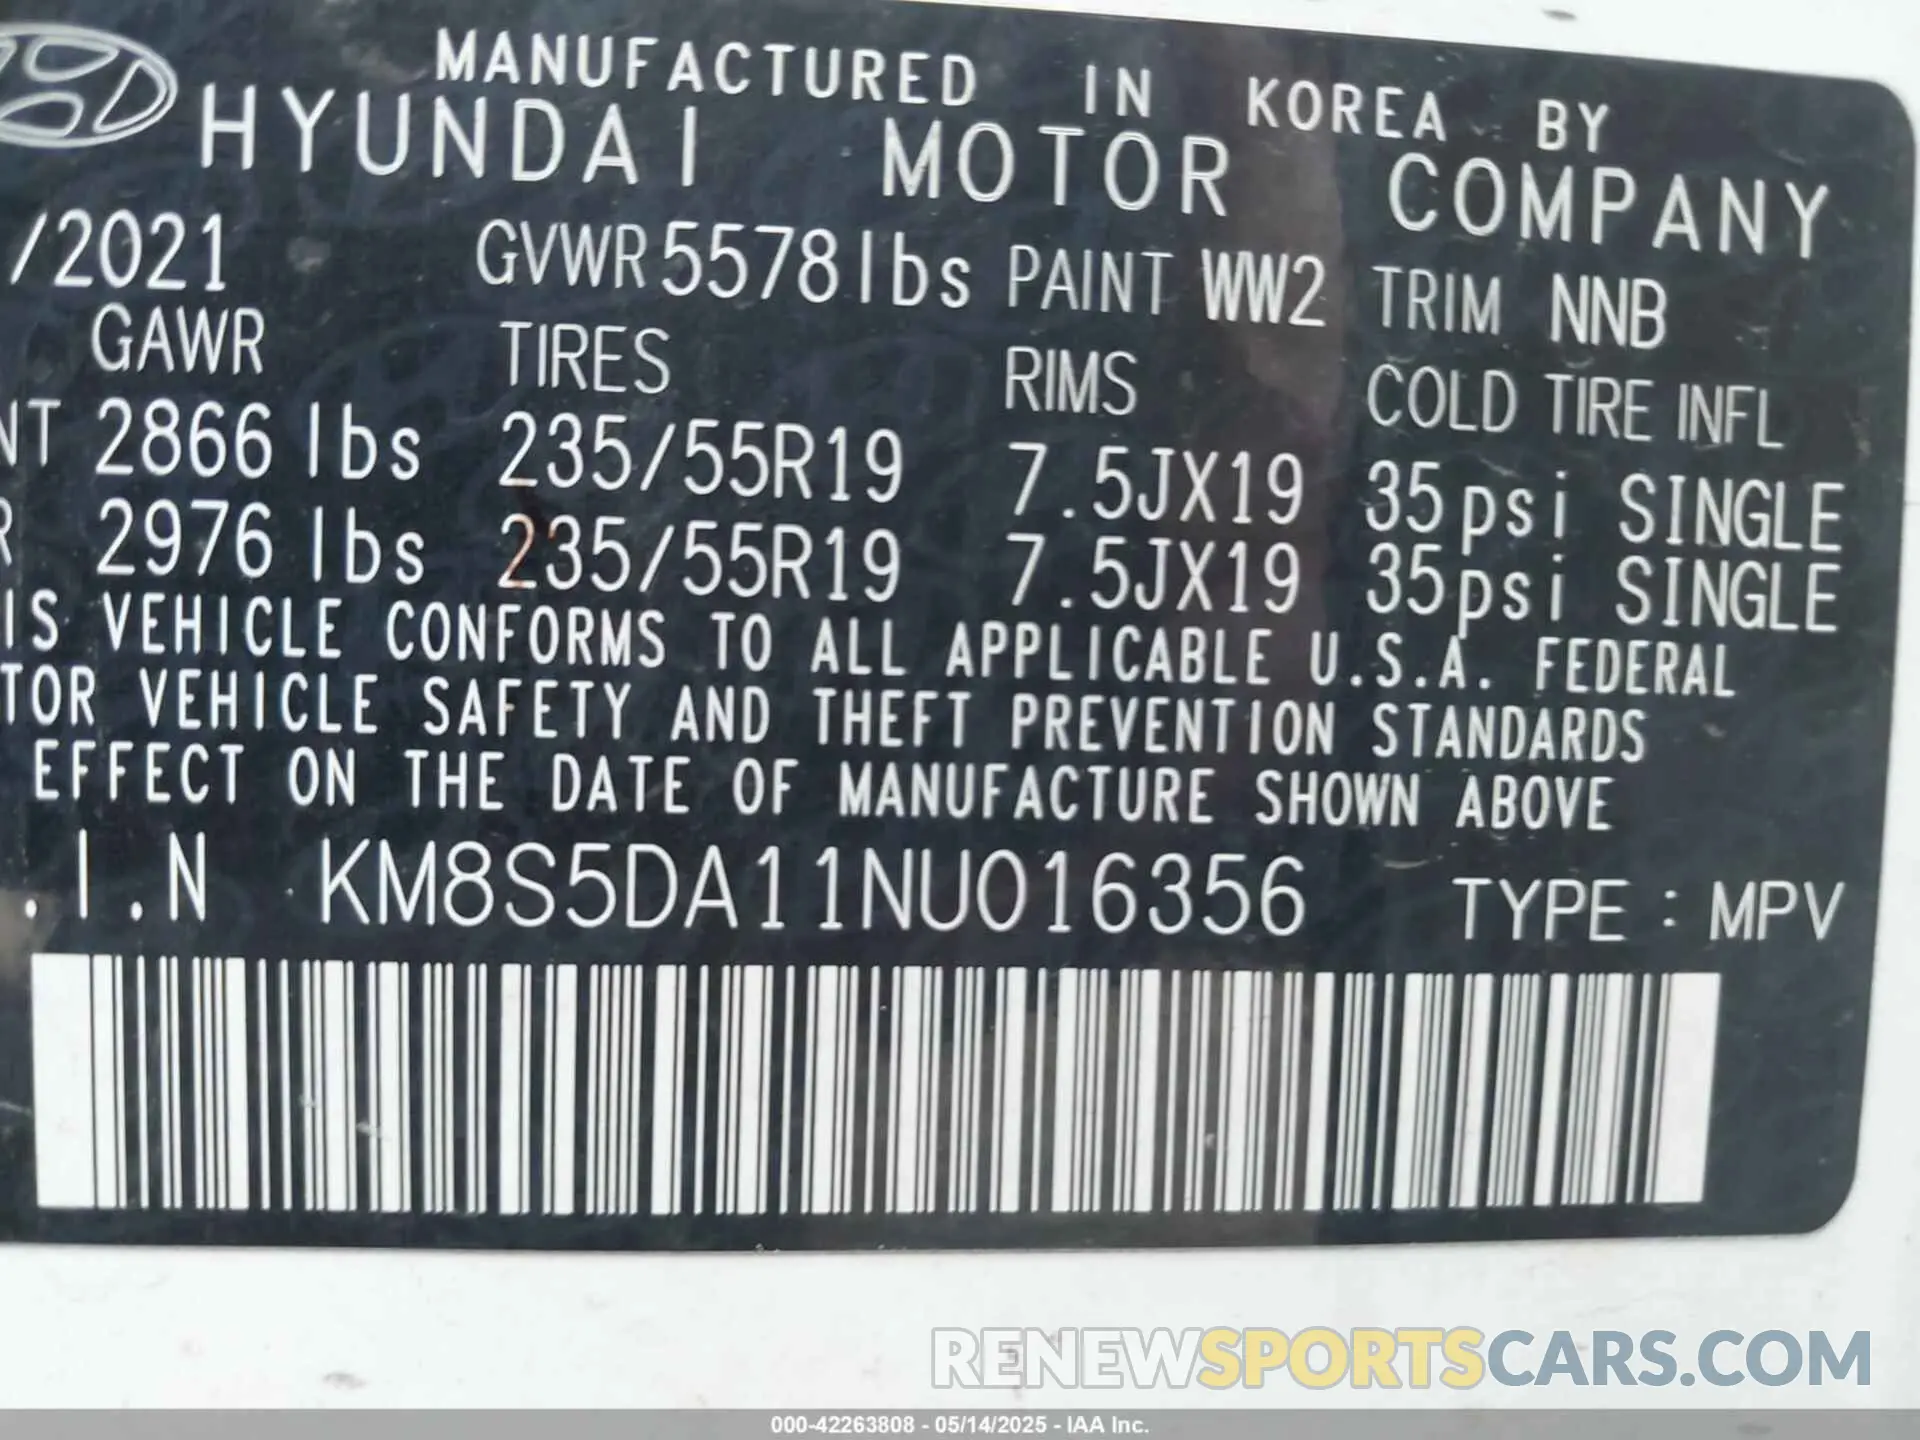 MANUFACTURED IN KOREA BY
HYUNDAI MOTOR COMPANY
/2021 GVWR 5578 lbs PAINT WW2 TRIM NNB
GAWR TIRES RIMS COLD TIRE INFL
NT 2866 lbs 235/55R19 7.5JX19 35psi SINGLE
R 2976 lbs 235/55R19 7.5JX19 35psi SINGLE
IS VEHICLE CONFORMS TO ALL APPLICABLE U.S.A. FEDERAL
TOR VEHICLE SAFETY AND THEFT PREVENTION STANDARDS
EFFECT ON THE DATE OF MANUFACTURE SHOWN ABOVE
.I.N KM8S5DA11NU016356 TYPE : MPV
RENEWSPORTSCARS.COM
000-42263808 - 05/14/2025 - IAA Inc.